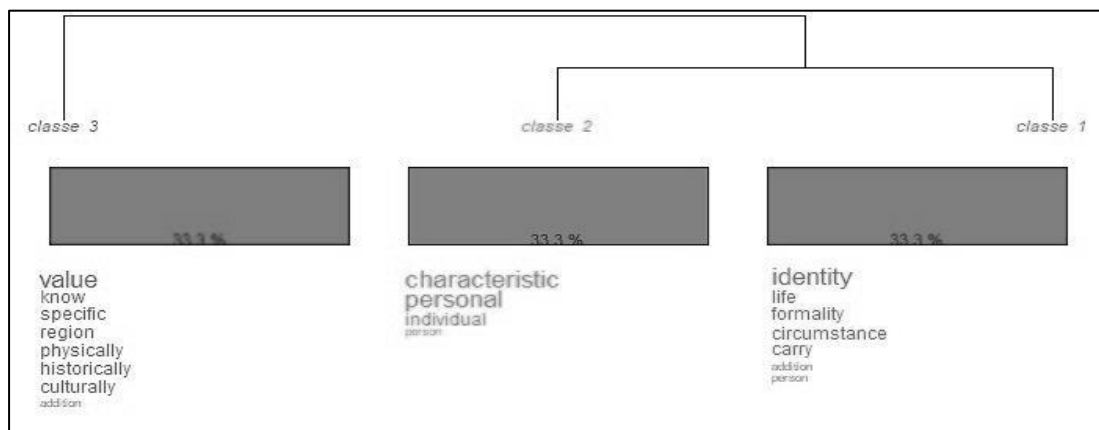 classe 3
classe 2
classe 1
33.3 %
33.3 %
33.3 %
value
know
specific
region
physically
historically
culturally
addition
characteristic
personal
individual
person
identity
life
formality
circumstance
carry
addition
person